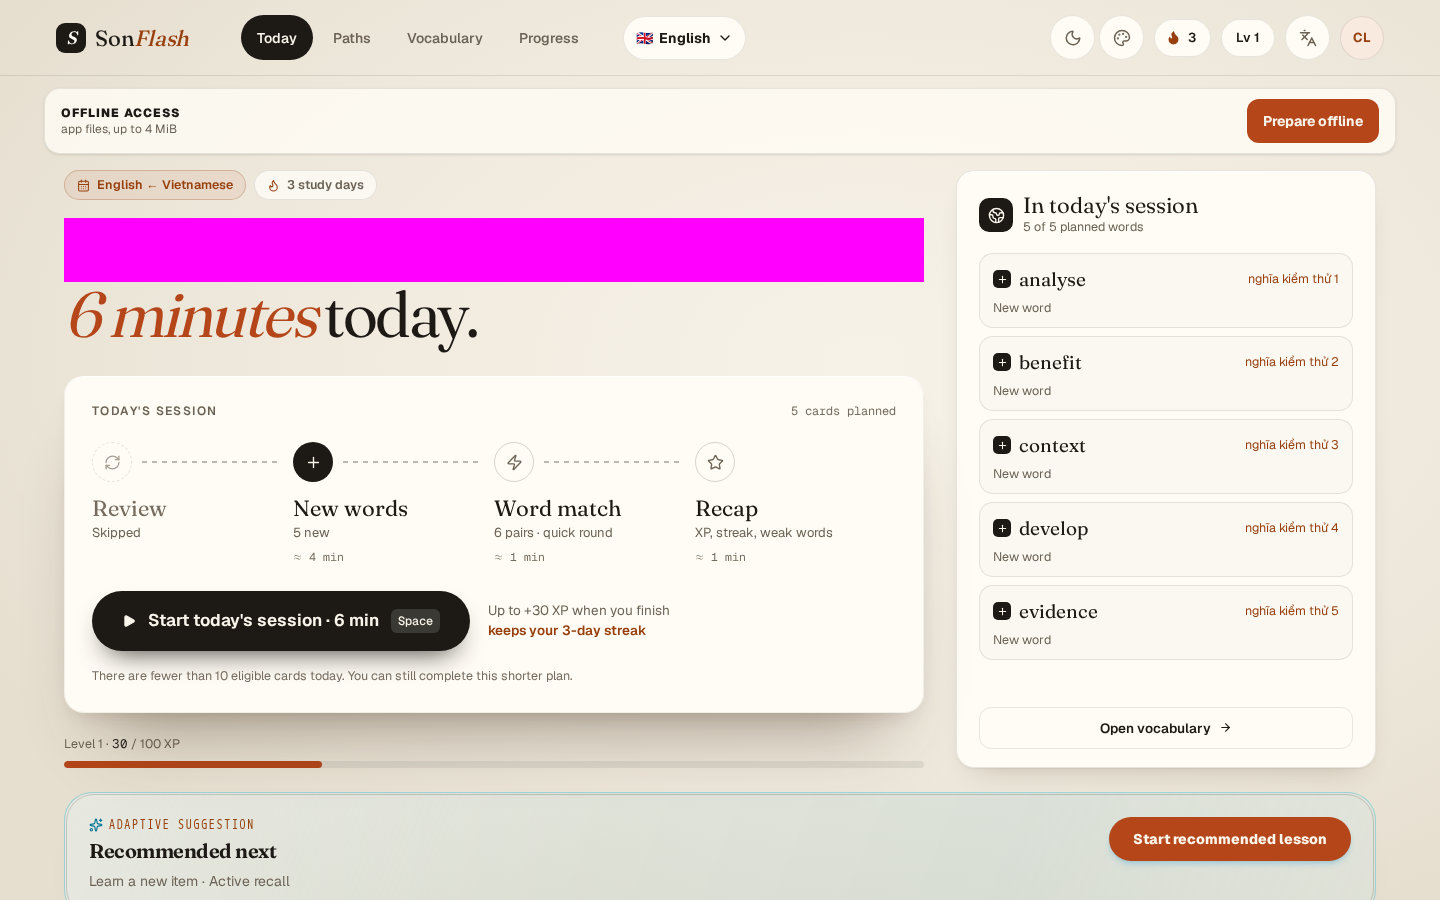 S SonFlash
Today
Paths
Vocabulary
Progress
English
3
Lv 1
CL
OFFLINE ACCESS
app files, up to 4 MiB
Prepare offline
English ← Vietnamese
3 study days
6 minutes today.
TODAY'S SESSION
5 cards planned
Review
Skipped
New words
5 new
≈ 4 min
Word match
6 pairs · quick round
≈ 1 min
Recap
XP, streak, weak words
≈ 1 min
Start today's session · 6 min
Space
Up to +30 XP when you finish
keeps your 3-day streak
There are fewer than 10 eligible cards today. You can still complete this shorter plan.
Level 1 · 30 / 100 XP
In today's session
5 of 5 planned words
analyse
nghĩa kiểm thử 1
New word
benefit
nghĩa kiểm thử 2
New word
context
nghĩa kiểm thử 3
New word
develop
nghĩa kiểm thử 4
New word
evidence
nghĩa kiểm thử 5
New word
Open vocabulary →
ADAPTIVE SUGGESTION
Recommended next
Learn a new item · Active recall
Start recommended lesson